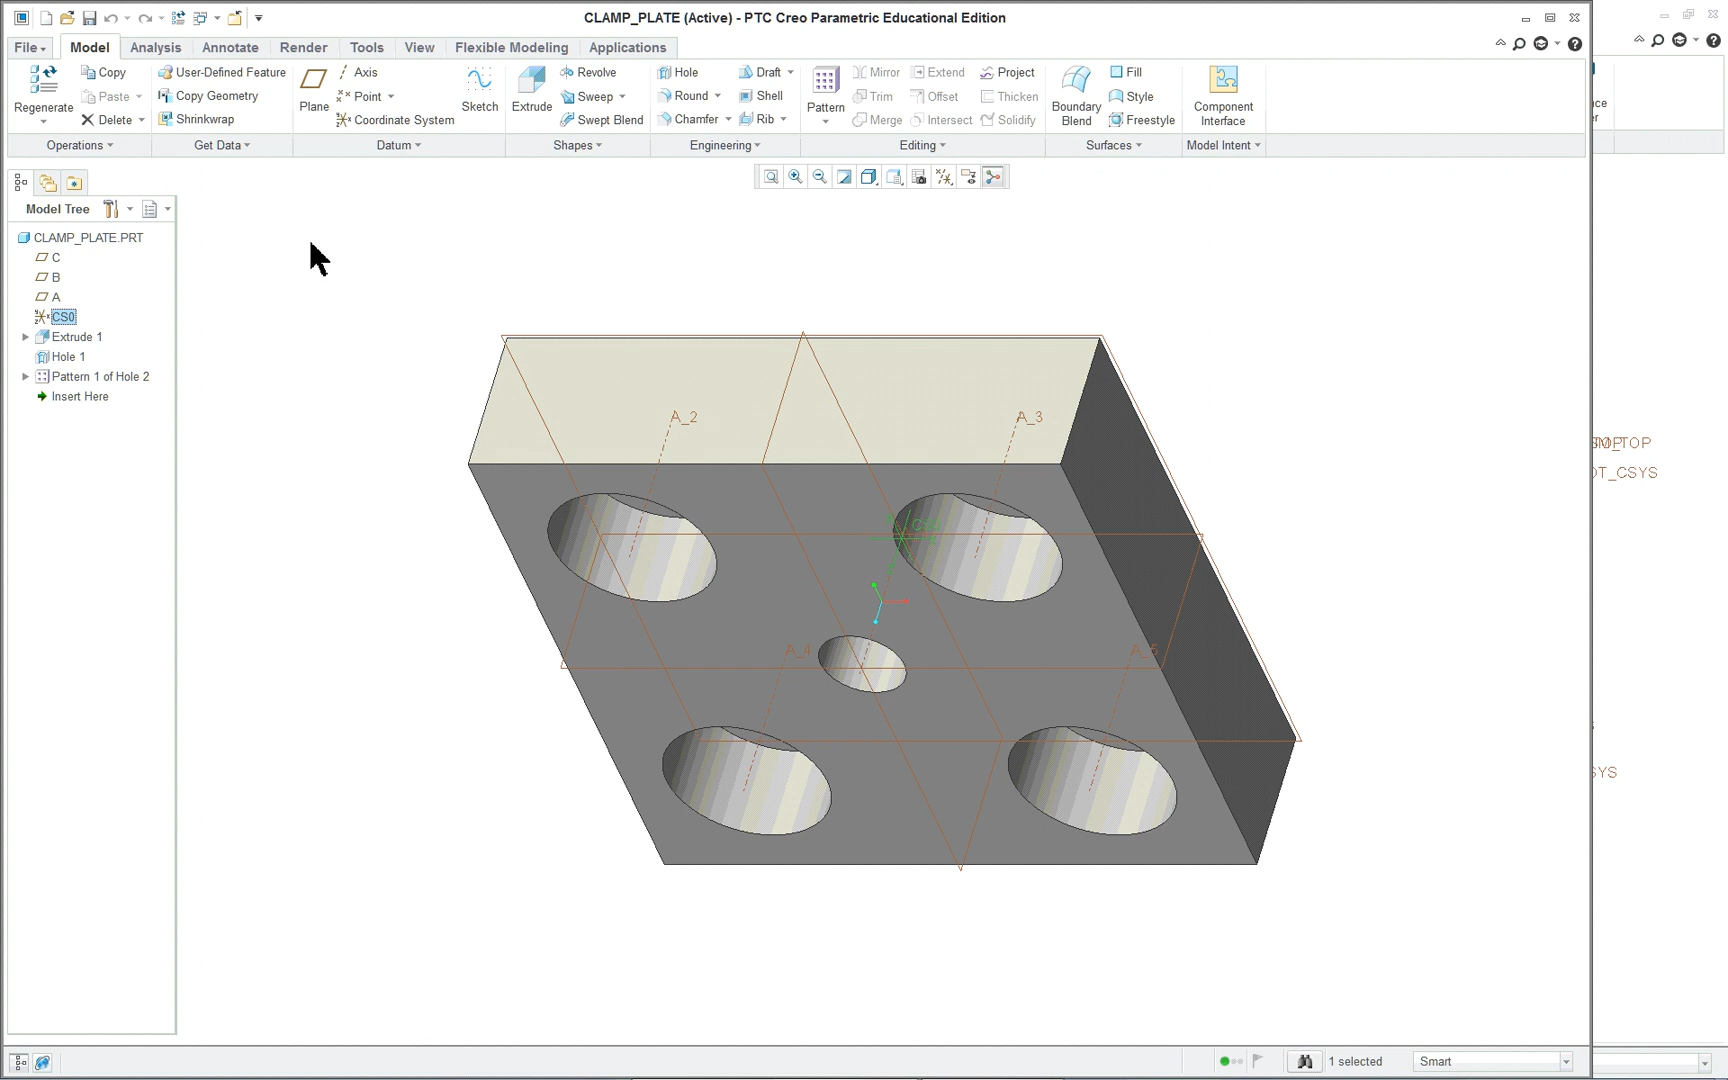 CLAMP_PLATE (Active) - PTC Creo Parametric Educational Edition
File Model Analysis Annotate Render Tools View Flexible Modeling Applications
Copy User-Defined Feature Axis Revolve Hole Draft Mirror Extend Project Fill
Regenerate Paste Copy Geometry Plane Point Sketch Extrude Sweep Round Shell Pattern Trim Offset Thicken Boundary Blend Style Component Interface
Delete Shrinkwrap Coordinate System Swept Blend Chamfer Rib Merge Intersect Solidify Freestyle
Operations Get Data Datum Shapes Engineering Editing Surfaces Model Intent
Model Tree
CLAMP_PLATE.PRT
C
B
A
CS0
Extrude 1
Hole 1
Pattern 1 of Hole 2
Insert Here
A_2 A_3
A_4
TOP
T_CSYS
SYS
1 selected Smart